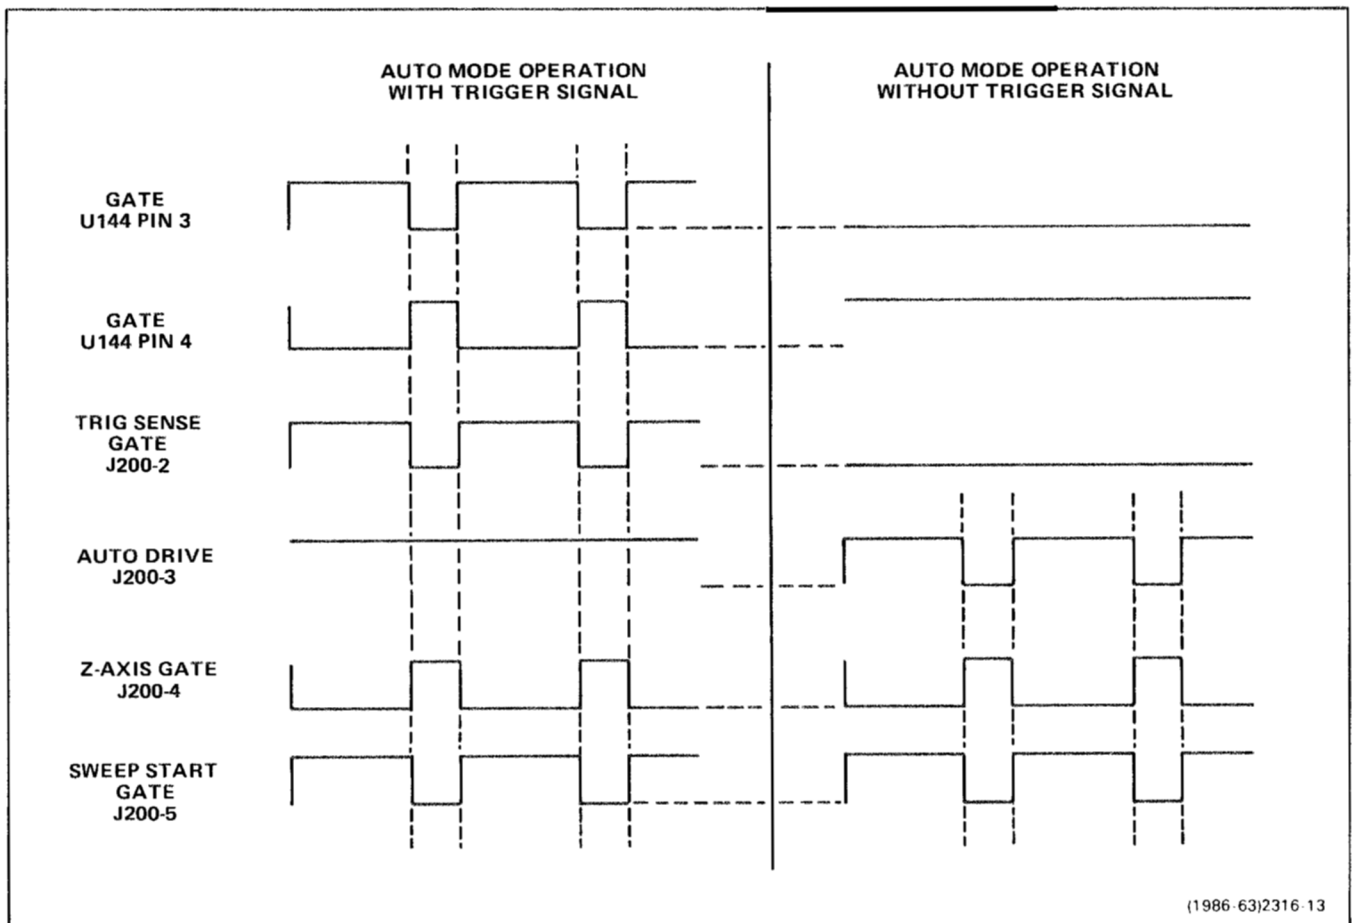 AUTO MODE OPERATION
WITH TRIGGER SIGNAL
AUTO MODE OPERATION
WITHOUT TRIGGER SIGNAL
GATE
U144 PIN 3
GATE
U144 PIN 4
TRIG SENSE
GATE
J200-2
AUTO DRIVE
J200-3
Z-AXIS GATE
J200-4
SWEEP START
GATE
J200-5
(1986-63)2316-13